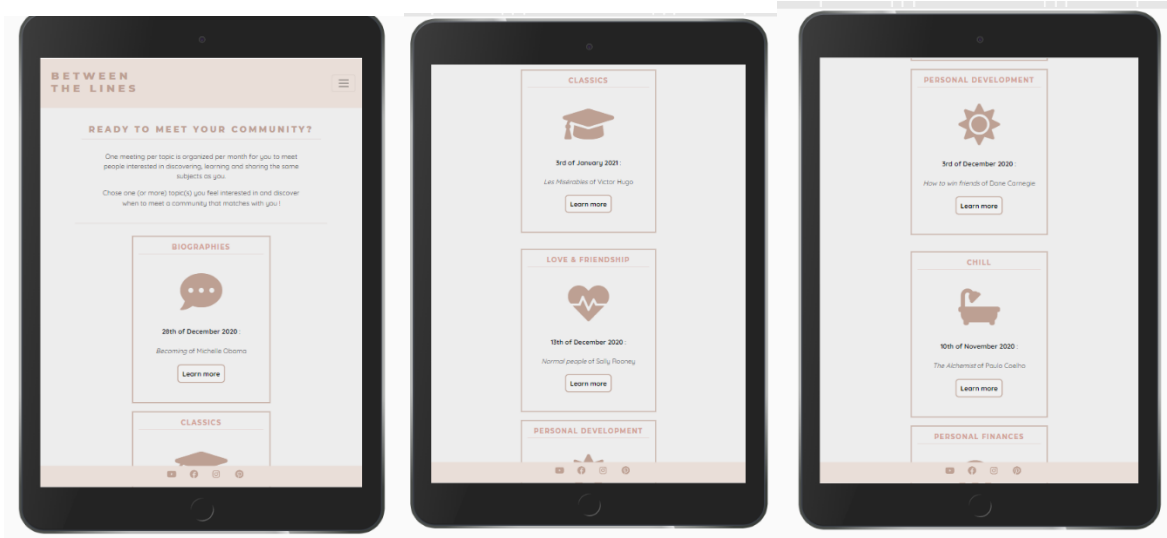 BETWEEN
THE LINES
READY TO MEET YOUR COMMUNITY?
One meeting per topic is organized per month for you to meet
people interested in discovering, learning and sharing the same
subjects as you.
Chose one (or more) topic(s) you feel interested in and discover
when to meet a community that matches with you !
BIOGRAPHIES
28th of December 2020 :
Becoming of Michelle Obama
Learn more
CLASSICS
CLASSICS
3rd of January 2021 :
Les Misérables of Victor Hugo
Learn more
LOVE & FRIENDSHIP
13th of December 2020 :
Normal people of Sally Rooney
Learn more
PERSONAL DEVELOPMENT
PERSONAL DEVELOPMENT
3rd of December 2020 :
How to win friends of Dane Carnegie
Learn more
CHILL
10th of November 2020 :
The Alchemist of Paulo Coelho
Learn more
PERSONAL FINANCES